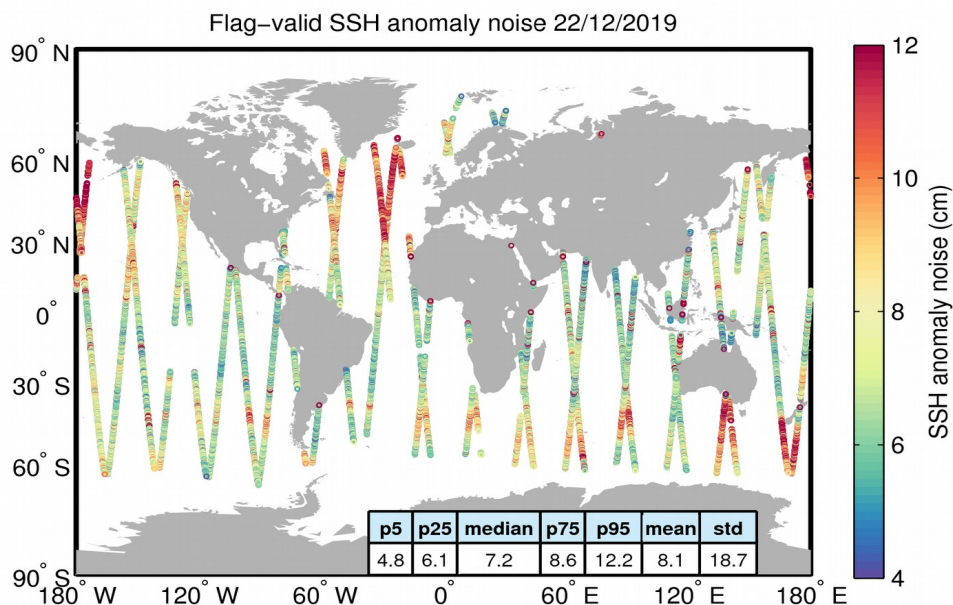 Flag−valid SSH anomaly noise 22/12/2019
90° N
60° N
30° N
0°
30° S
60° S
90° S
180° W 120° W 60° W 0° 60° E 120° E 180° E
p5 p25 median p75 p95 mean std
4.8 6.1 7.2 8.6 12.2 8.1 18.7
12
10
8
6
4
SSH anomaly noise (cm)